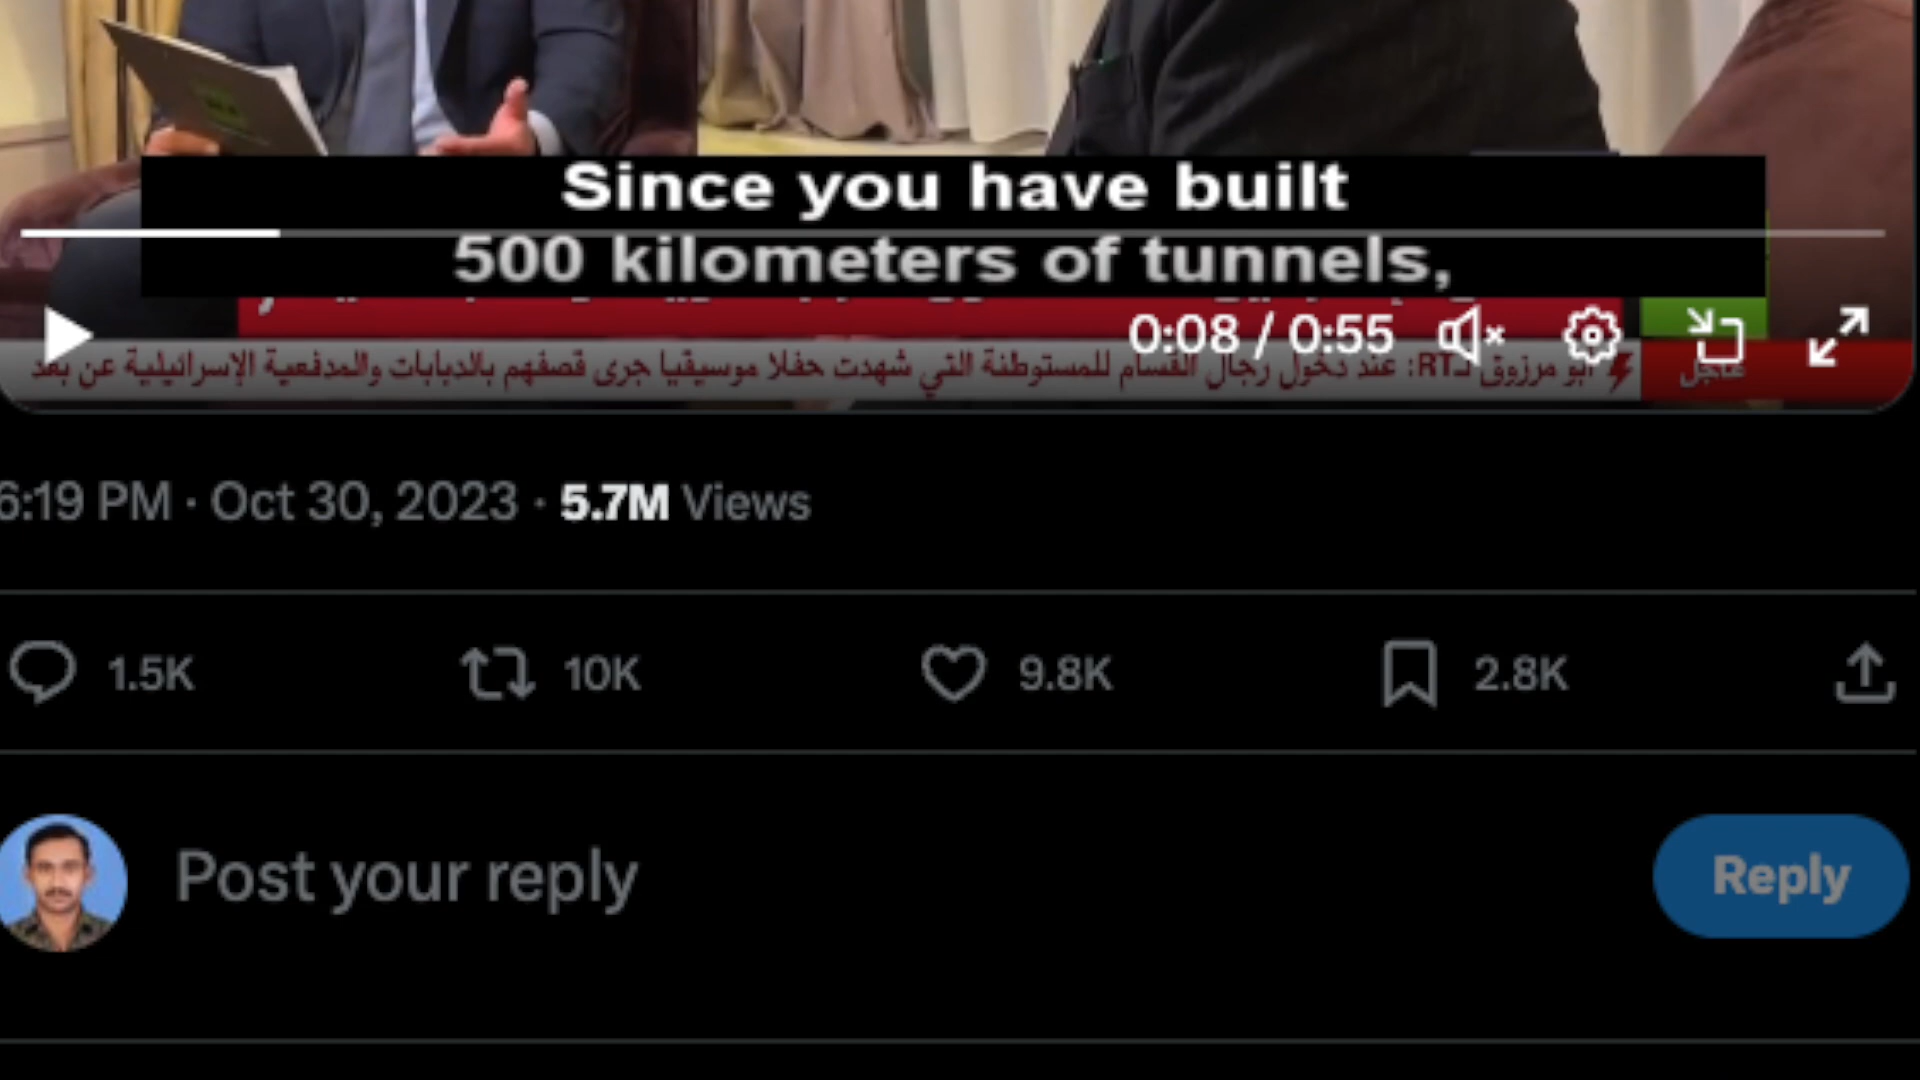 Since you have built
500 kilometers of tunnels,
0:08 / 0:55
عاجل
أبو مرزوق لـRT: عند دخول رجال القسام للمستوطنة التي شهدت حفلا موسيقيا جرى قصفهم بالدبابات والمدفعية الإسرائيلية عن بعد
6:19 PM · Oct 30, 2023 · 5.7M Views
1.5K 10K 9.8K 2.8K
Post your reply
Reply